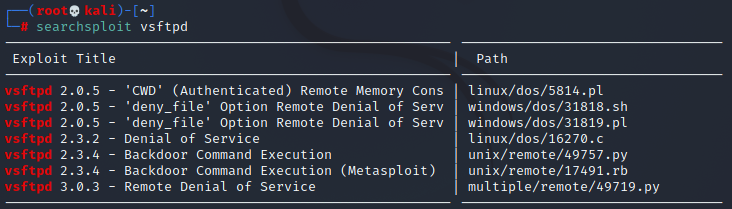 (root💀kali)-[~]
# searchsploit vsftpd
Exploit Title | Path
vsftpd 2.0.5 - 'CWD' (Authenticated) Remote Memory Cons | linux/dos/5814.pl
vsftpd 2.0.5 - 'deny_file' Option Remote Denial of Serv | windows/dos/31818.sh
vsftpd 2.0.5 - 'deny_file' Option Remote Denial of Serv | windows/dos/31819.pl
vsftpd 2.3.2 - Denial of Service | linux/dos/16270.c
vsftpd 2.3.4 - Backdoor Command Execution | unix/remote/49757.py
vsftpd 2.3.4 - Backdoor Command Execution (Metasploit) | unix/remote/17491.rb
vsftpd 3.0.3 - Remote Denial of Service | multiple/remote/49719.py